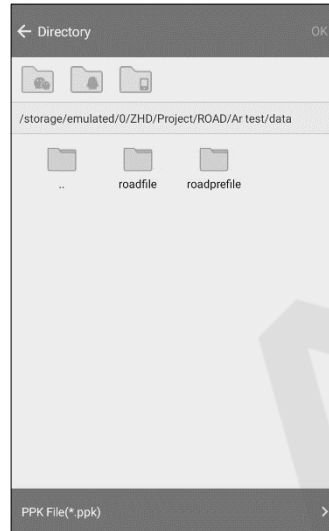 Directory
OK
/storage/emulated/0/ZHD/Project/ROAD/Ar test/data
..
roadfile
roadprefile
PPK File(*.ppk)